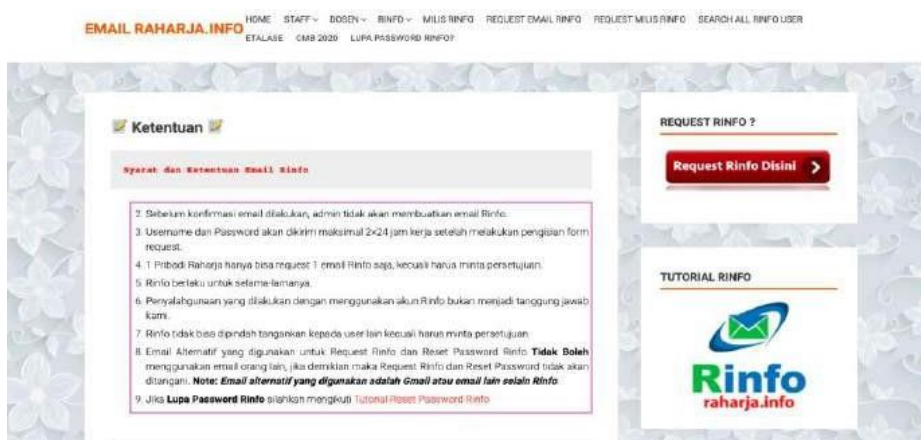 EMAIL RAHARJA.INFO
HOME STAFF DOSEN RINFO MILIS RINFO REQUEST EMAIL RINFO REQUEST MILIS RINFO SEARCH ALL RINFO USER
ETALASE CMB 2020 LUPA PASSWORD RINFO?
Ketentuan
Syarat dan Ketentuan Email Rinfo
2. Sebelum konfirmasi email dilakukan, admin tidak akan membuatkan email Rinfo.
3. Username dan Password akan dikirim maksimal 2×24 jam kerja setelah melakukan pengisian form
request.
4. 1 Pribadi Raharja hanya bisa request 1 email Rinfo saja, kecuali harus minta persetujuan.
5. Rinfo berlaku untuk selama-lamanya.
6. Penyalahgunaan yang dilakukan dengan menggunakan akun Rinfo bukan menjadi tanggung jawab
kami.
7. Rinfo tidak bisa dipindah tangankan kepada user lain kecuali harus minta persetujuan
8. Email Alternatif yang digunakan untuk Request Rinfo dan Reset Password Rinfo Tidak Boleh
menggunakan email orang lain, jika demikian maka Request Rinfo dan Reset Password tidak akan
ditangani. Note: Email alternatif yang digunakan adalah Gmail atau email lain selain Rinfo
9. Jika Lupa Password Rinfo silahkan mengikuti Tutorial Reset Password Rinfo
REQUEST RINFO ?
Request Rinfo Disini
TUTORIAL RINFO
Rinfo
raharja.info